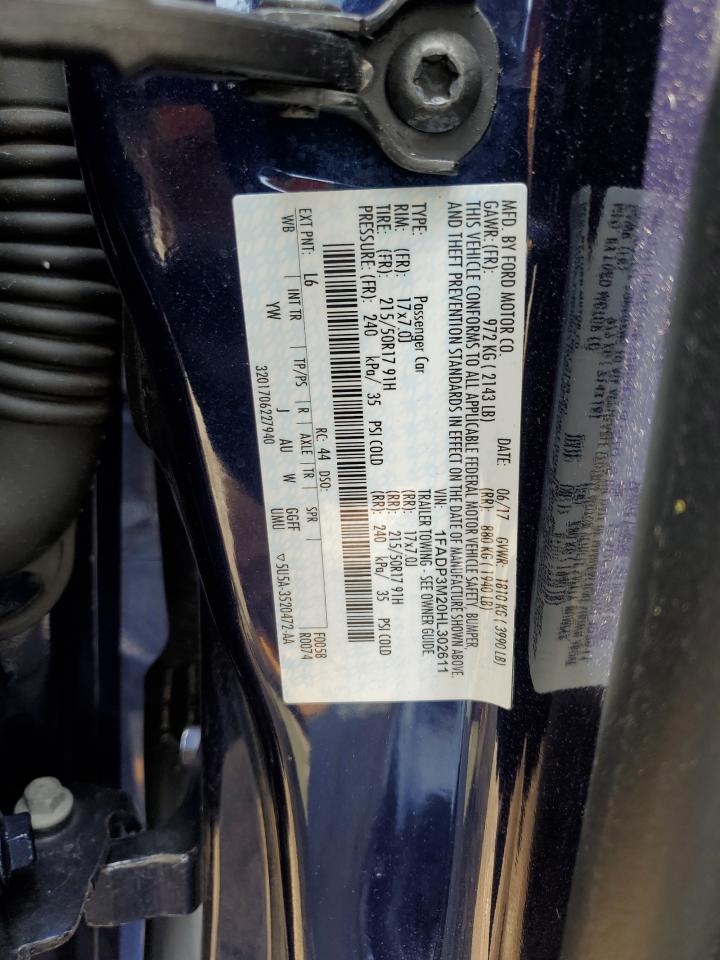 MFD. BY FORD MOTOR CO.
DATE: 06/17 GVWR: 1810 KG ( 3990 LB)
GAWR: (FR): 972 KG ( 2143 LB) (RR): 880 KG ( 1940 LB)
THIS VEHICLE CONFORMS TO ALL APPLICABLE FEDERAL MOTOR VEHICLE SAFETY, BUMPER,
AND THEFT PREVENTION STANDARDS IN EFFECT ON THE DATE OF MANUFACTURE SHOWN ABOVE.
VIN: 1FADP3M20HL302611
TYPE: Passenger Car TRAILER TOWING - SEE OWNER GUIDE
RIM: (FR): 17x7.0J (RR): 17x7.0J
TIRE: (FR): 215/50R17 91H (RR): 215/50R17 91H
PRESSURE: (FR): 240 kPa/ 35 PSI COLD (RR): 240 kPa/ 35 PSI COLD
RC: 44 DSO: F005B
EXT PNT: L6 R0074
WB INT TR TP/PS R AXLE TR SPR
YW J AU W GGFF UMU
3201706227940 ▽5U5A-3520472-AA